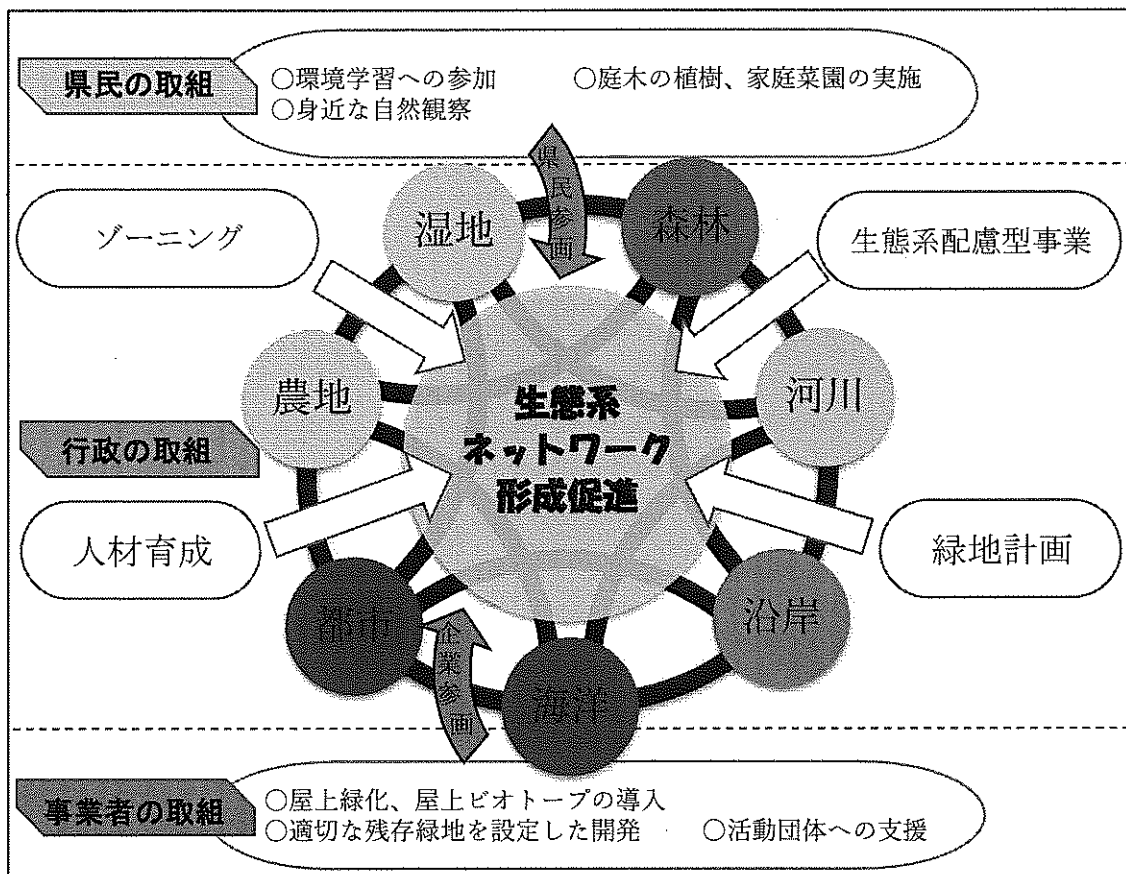 県民の取組
○環境学習への参加 ○庭木の植樹、家庭菜園の実施
○身近な自然観察
県民参画
湿地
森林
ゾーニング
生態系配慮型事業
農地
河川
生態系
ネットワーク
形成促進
行政の取組
人材育成
緑地計画
都市
沿岸
企業参画
海洋
事業者の取組
○屋上緑化、屋上ビオトープの導入
○適切な残存緑地を設定した開発 ○活動団体への支援